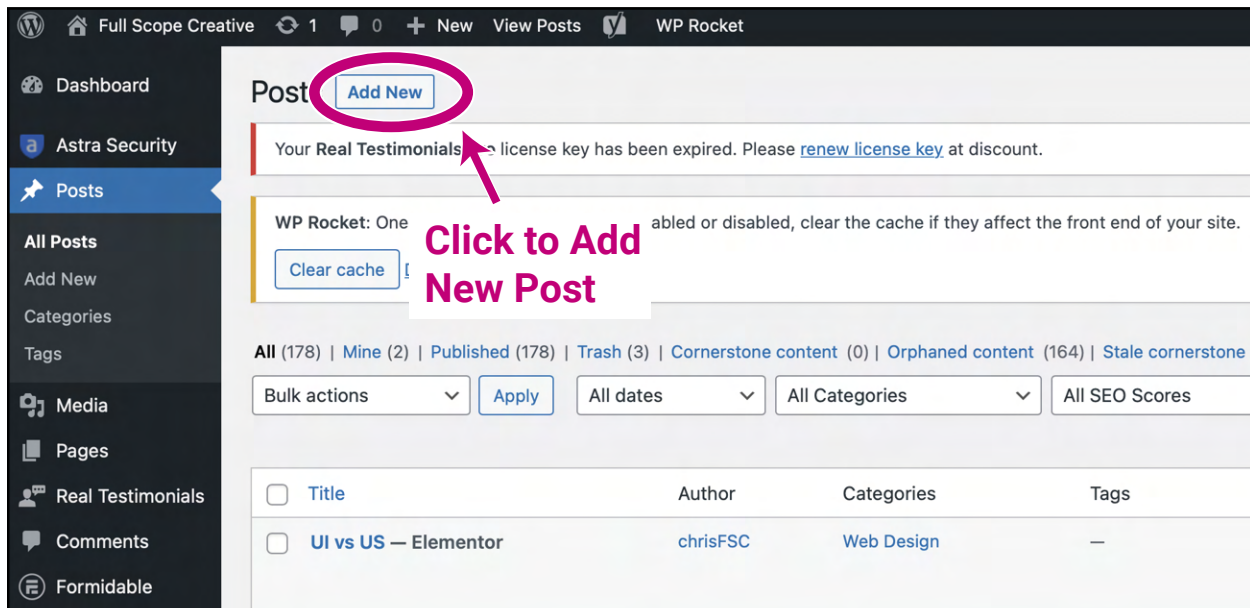 Full Scope Creative 1 0 New View Posts WP Rocket
Dashboard
Astra Security
Posts
All Posts
Add New
Categories
Tags
Media
Pages
Real Testimonials
Comments
Formidable
Post Add New
Your Real Testimonials license key has been expired. Please renew license key at discount.
WP Rocket: One abled or disabled, clear the cache if they affect the front end of your site.
Clear cache
Click to Add
New Post
All (178) | Mine (2) | Published (178) | Trash (3) | Cornerstone content (0) | Orphaned content (164) | Stale cornerstone
Bulk actions Apply All dates All Categories All SEO Scores
Title Author Categories Tags
UI vs US — Elementor chrisFSC Web Design —